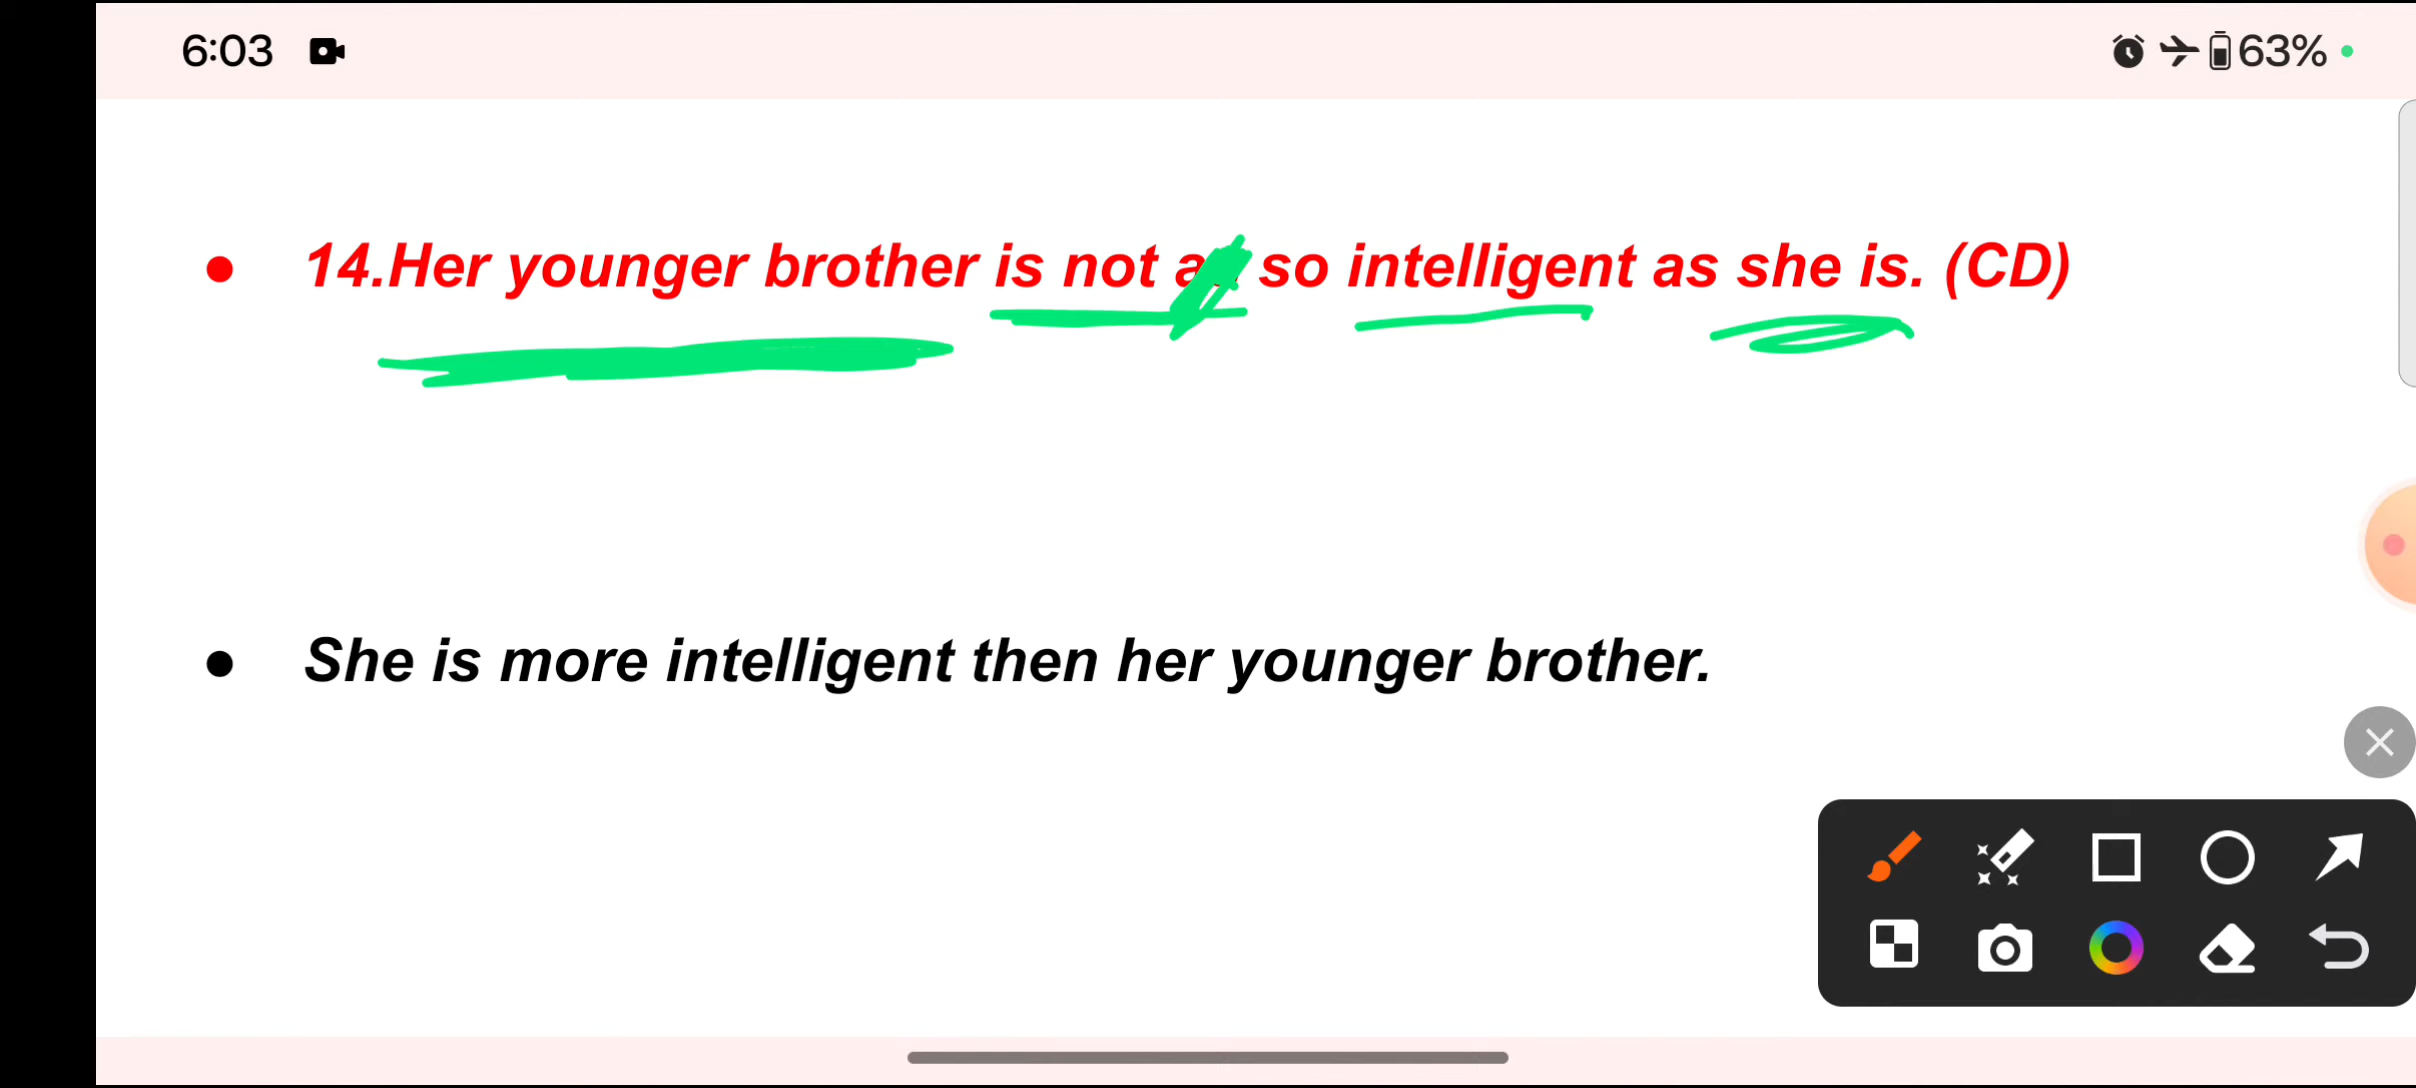 6:03 63%
14.Her younger brother is not as so intelligent as she is. (CD)
She is more intelligent then her younger brother.